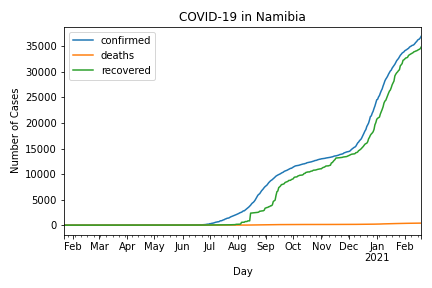 COVID-19 in Namibia
confirmed
deaths
recovered
Number of Cases
35000
30000
25000
20000
15000
10000
5000
0
Feb Mar Apr May Jun Jul Aug Sep Oct Nov Dec Jan Feb
2021
Day